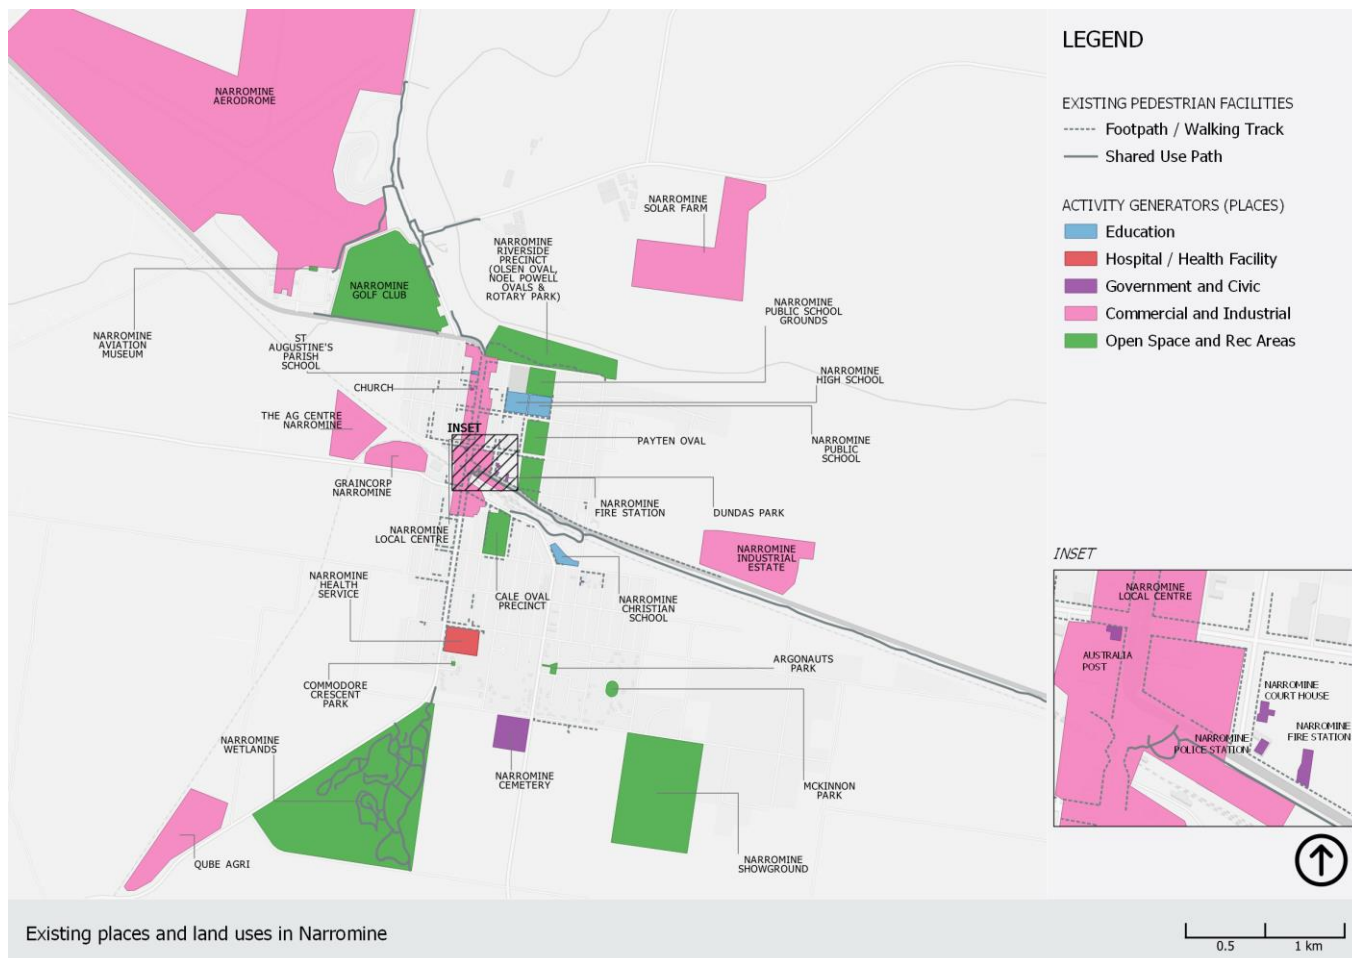 NARROMINE
AERODROME
NARROMINE
SOLAR FARM
NARROMINE
RIVERSIDE
PRECINCT
(OLSEN OVAL,
NOEL POWELL
OVALS &
ROTARY PARK)
NARROMINE
GOLF CLUB
NARROMINE
PUBLIC SCHOOL
GROUNDS
NARROMINE
AVIATION
MUSEUM
ST
AUGUSTINE'S
PARISH
SCHOOL
CHURCH
NARROMINE
HIGH SCHOOL
THE AG CENTRE
NARROMINE
INSET
PAYTEN OVAL
NARROMINE
PUBLIC
SCHOOL
GRAINCORP
NARROMINE
NARROMINE
FIRE STATION
DUNDAS PARK
NARROMINE
LOCAL CENTRE
NARROMINE
INDUSTRIAL
ESTATE
NARROMINE
HEALTH
SERVICE
CALE OVAL
PRECINCT
NARROMINE
CHRISTIAN
SCHOOL
ARGONAUTS
PARK
COMMODORE
CRESCENT
PARK
NARROMINE
WETLANDS
NARROMINE
CEMETERY
MCKINNON
PARK
QUBE AGRI
NARROMINE
SHOWGROUND
LEGEND
EXISTING PEDESTRIAN FACILITIES
Footpath / Walking Track
Shared Use Path
ACTIVITY GENERATORS (PLACES)
Education
Hospital / Health Facility
Government and Civic
Commercial and Industrial
Open Space and Rec Areas
INSET
NARROMINE
LOCAL CENTRE
AUSTRALIA
POST
NARROMINE
COURT HOUSE
NARROMINE
FIRE STATION
NARROMINE
POLICE STATION
Existing places and land uses in Narromine
0.5
1 km